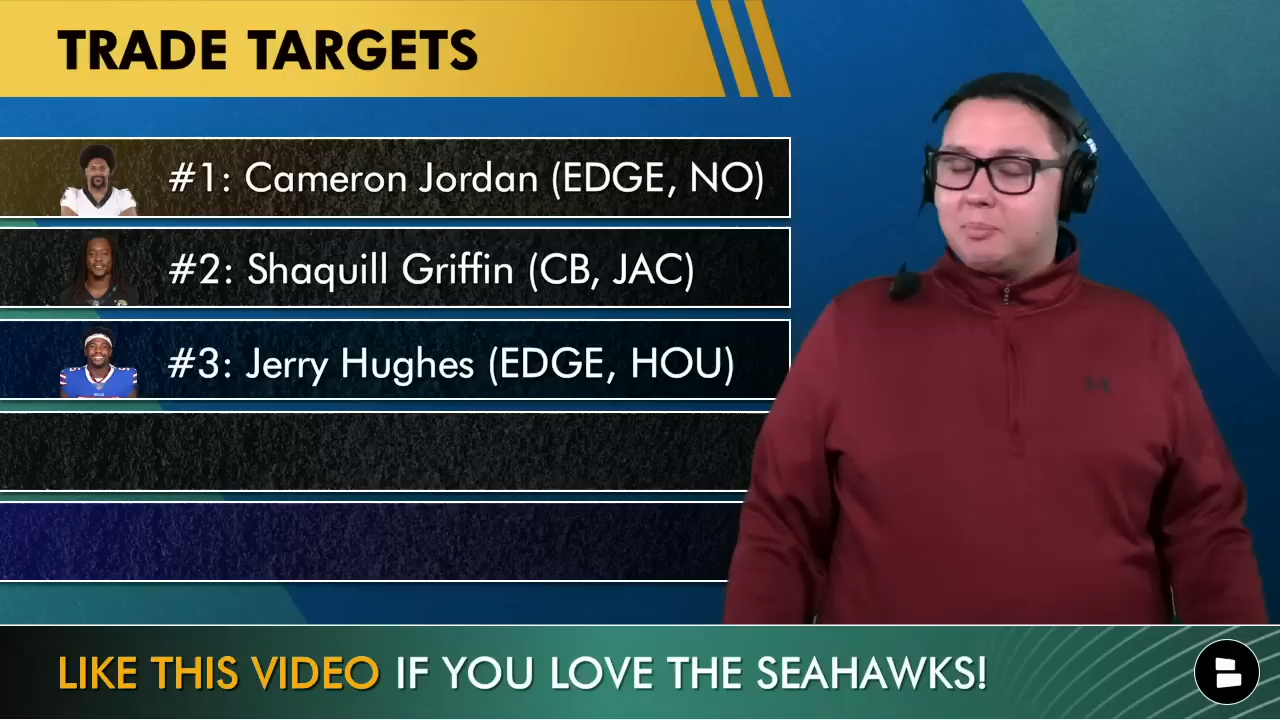 TRADE TARGETS
#1: Cameron Jordan (EDGE, NO)
#2: Shaquill Griffin (CB, JAC)
#3: Jerry Hughes (EDGE, HOU)
LIKE THIS VIDEO IF YOU LOVE THE SEAHAWKS!